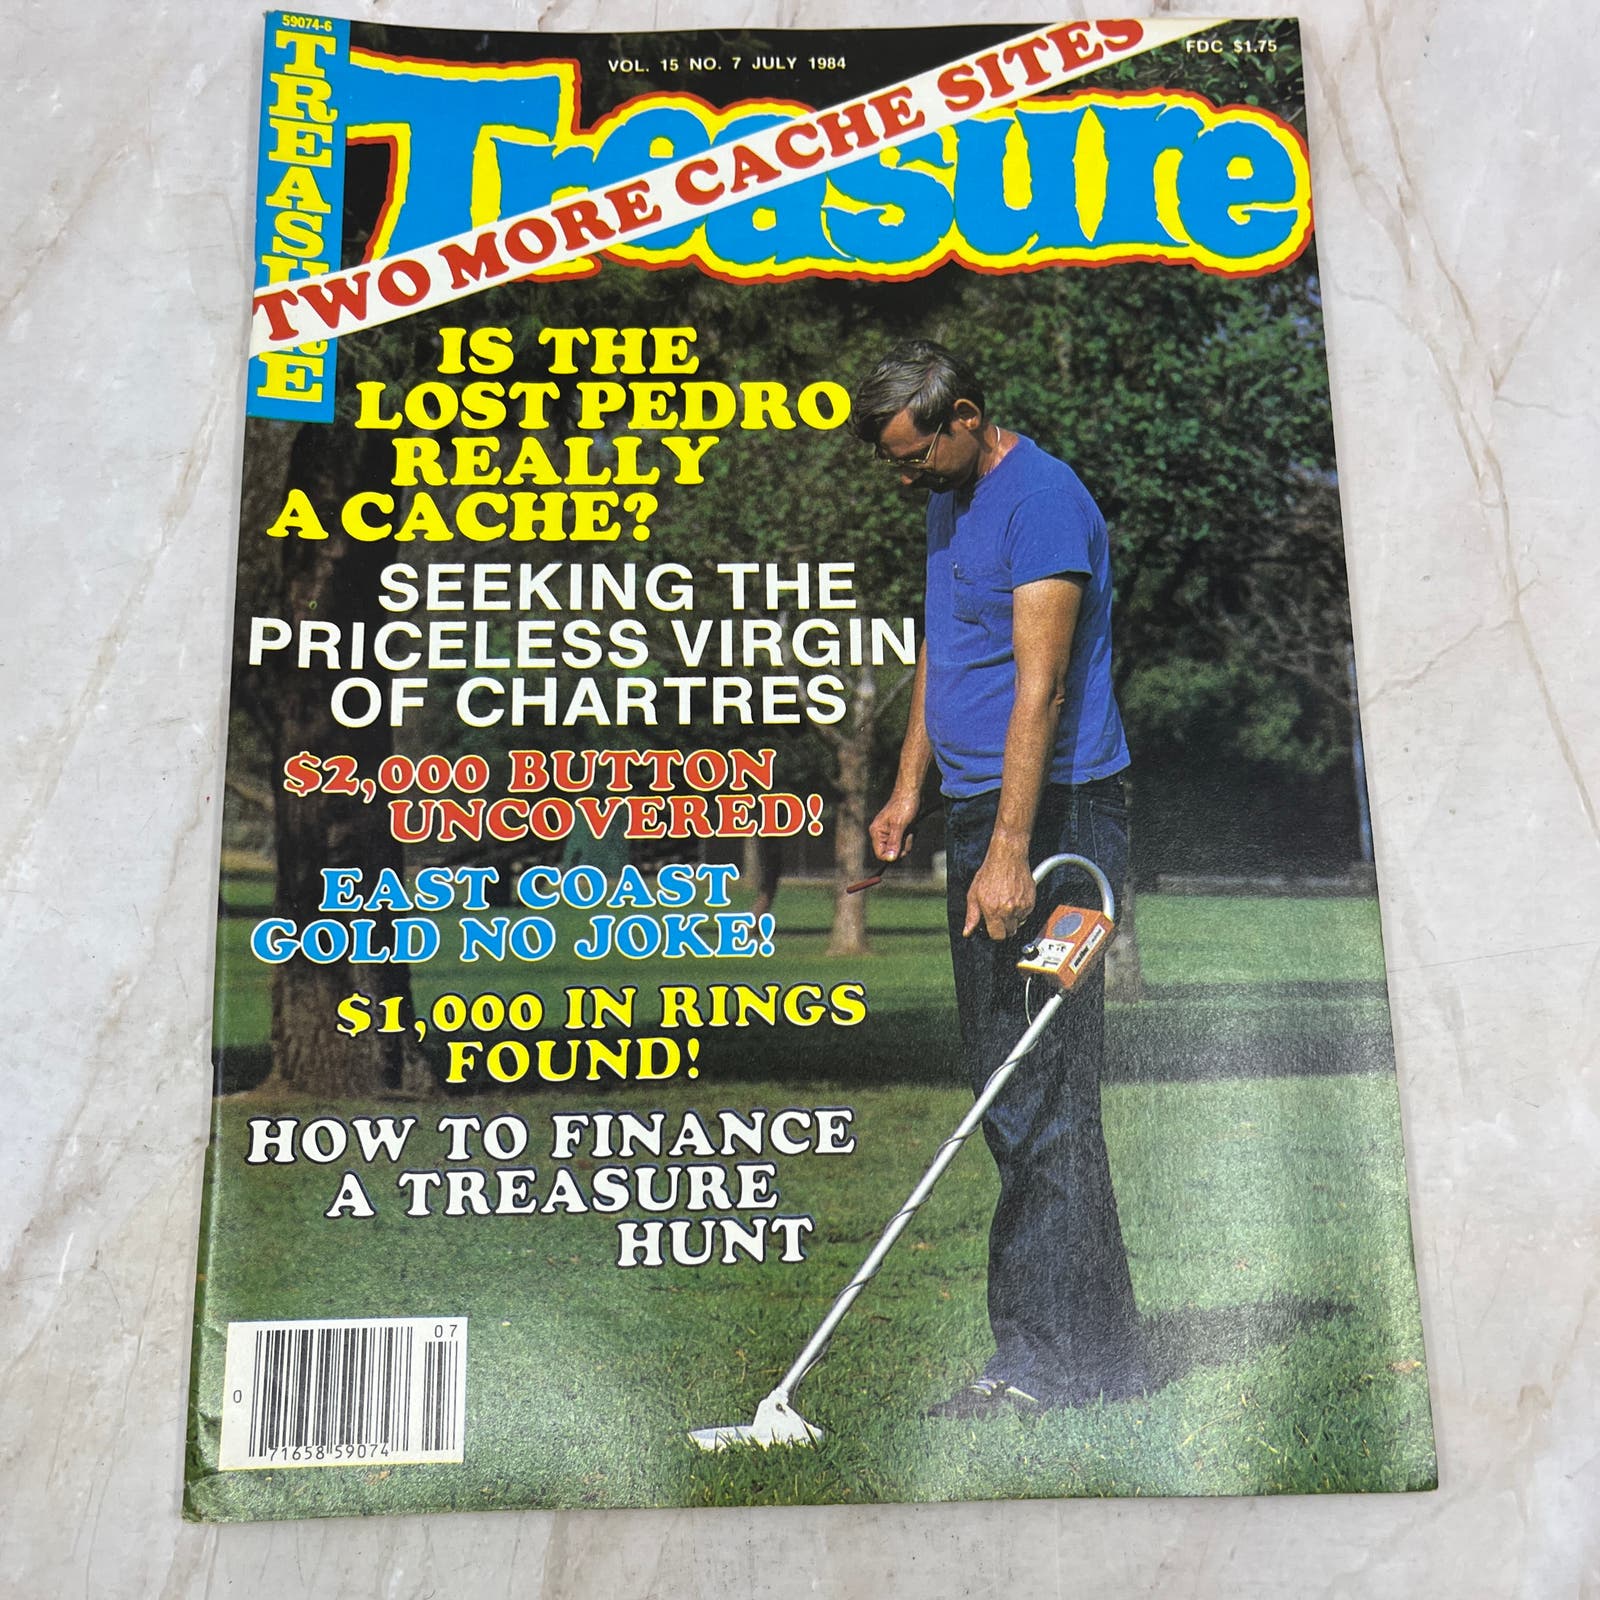 59074-6
TREASURE
VOL. 15 NO. 7 JULY 1984
FDC $1.75
Treasure
TWO MORE CACHE SITES
IS THE
LOST PEDRO
REALLY
A CACHE?
SEEKING THE
PRICELESS VIRGIN
OF CHARTRES
$2,000 BUTTON
UNCOVERED!
EAST COAST
GOLD NO JOKE!
$1,000 IN RINGS
FOUND!
HOW TO FINANCE
A TREASURE
HUNT
07
0
71658 59074